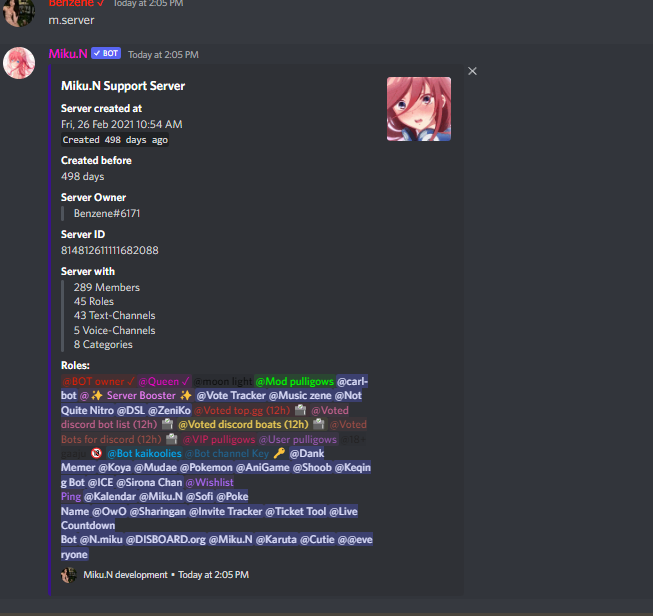 Benzene ✓ Today at 2:05 PM
m.server
Miku.N ✓ BOT Today at 2:05 PM
Miku.N Support Server
Server created at
Fri, 26 Feb 2021 10:54 AM
Created 498 days ago
Created before
498 days
Server Owner
Benzene#6171
Server ID
814812611111682088
Server with
289 Members
45 Roles
43 Text-Channels
5 Voice-Channels
8 Categories
Roles:
@BOT owner ✓ @Queen ✓ @moon light @Mod pulligows @carl-
bot @✨ Server Booster ✨ @Vote Tracker @Music zene @Not
Quite Nitro @DSL @ZeniKo @Voted top.gg (12h) 🗳 @Voted
discord bot list (12h) 🗳 @Voted discord boats (12h) 🗳 @Voted
Bots for discord (12h) 🗳 @VIP pulligows @User pulligows @18+
🔞 @Bot kaikoolies @Bot channel Key 🔑 @Dank
Memer @Koya @Mudae @Pokemon @AniGame @Shoob @Keqin
g Bot @ICE @Sirona Chan @Wishlist
Ping @Kalendar @Miku.N @Sofi @Poke
Name @OwO @Sharingan @Invite Tracker @Ticket Tool @Live
Countdown
Bot @N.miku @DISBOARD.org @Miku.N @Karuta @Cutie @@eve
ryone
Miku.N development • Today at 2:05 PM